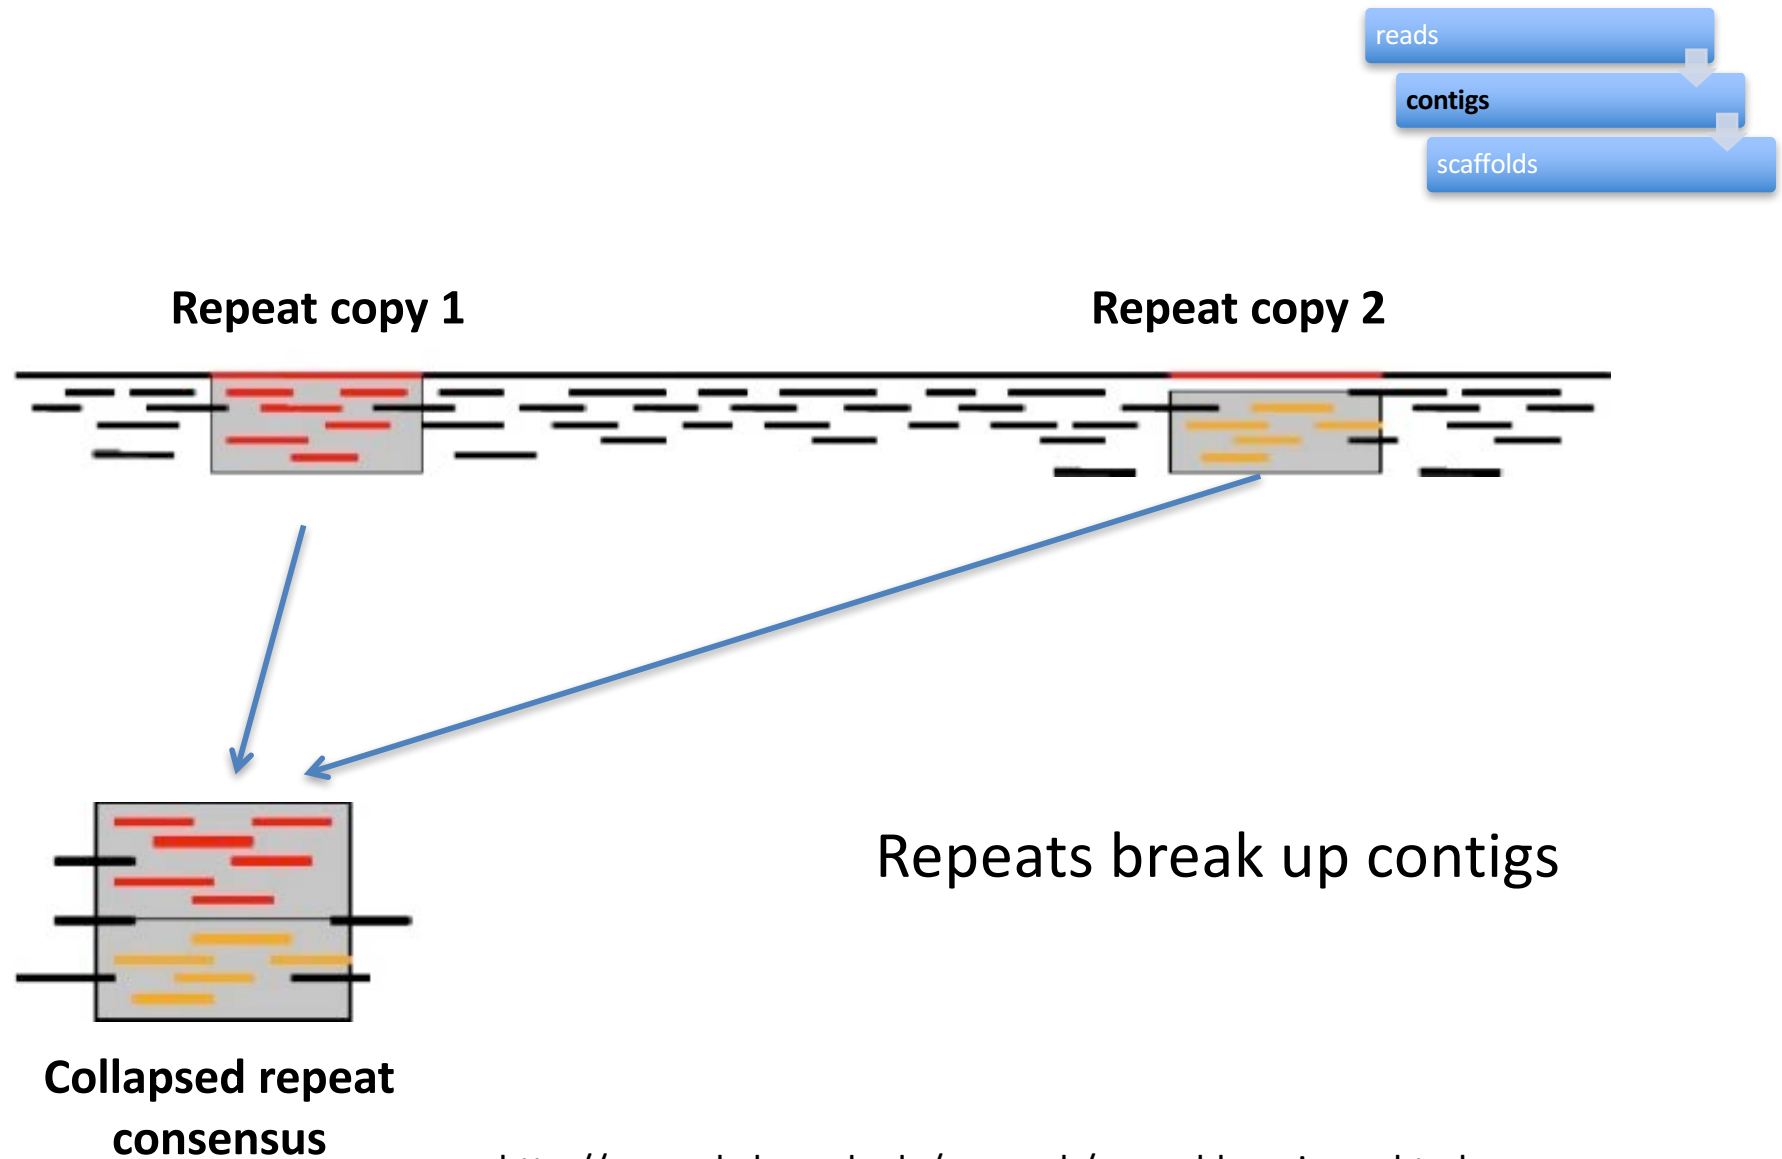 reads
contigs
scaffolds
Repeat copy 1
Repeat copy 2
Repeats break up contigs
Collapsed repeat
consensus